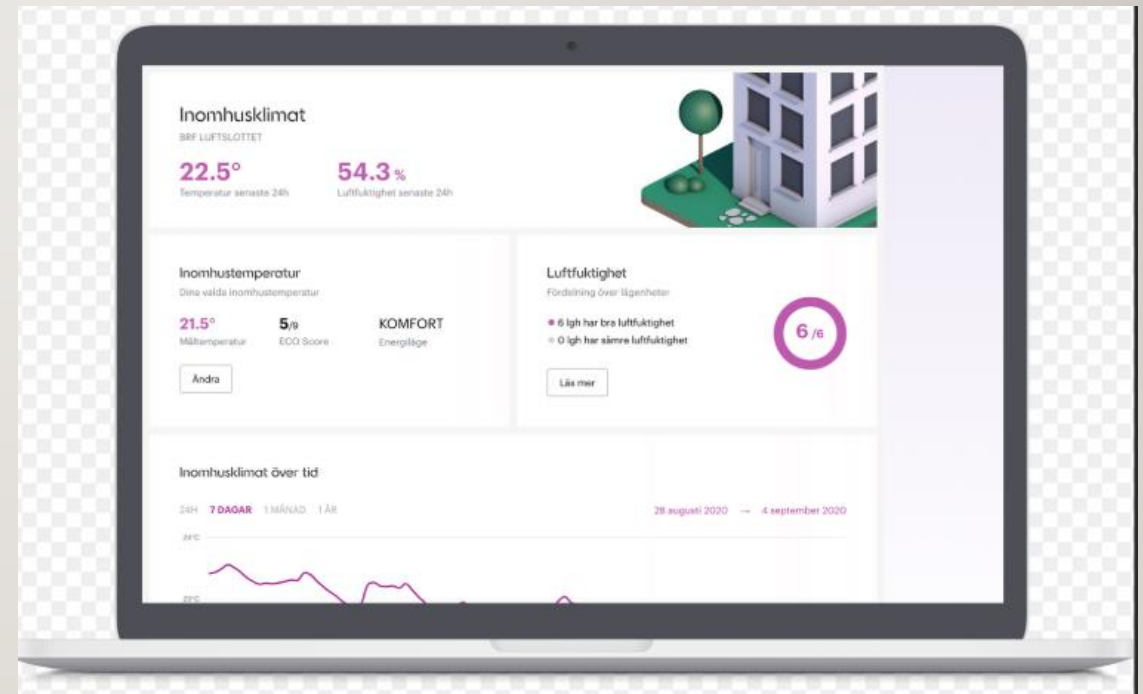 Inomhusklimat
BRF LUFTSLOTTET
22.5° 54.3 %
Temperatur senaste 24h Luftfuktighet senaste 24h
Inomhustemperatur
Dina valda inomhustemperatur
21.5° 5/9 KOMFORT
Måltemperatur ECO Score Energiläge
Ändra
Luftfuktighet
Fördelning över lägenheter
6 lgh har bra luftfuktighet
0 lgh har sämre luftfuktighet
6 /6
Läs mer
Inomhusklimat över tid
24H 7 DAGAR 1 MÅNAD 1 ÅR 28 augusti 2020 → 4 september 2020
24°C